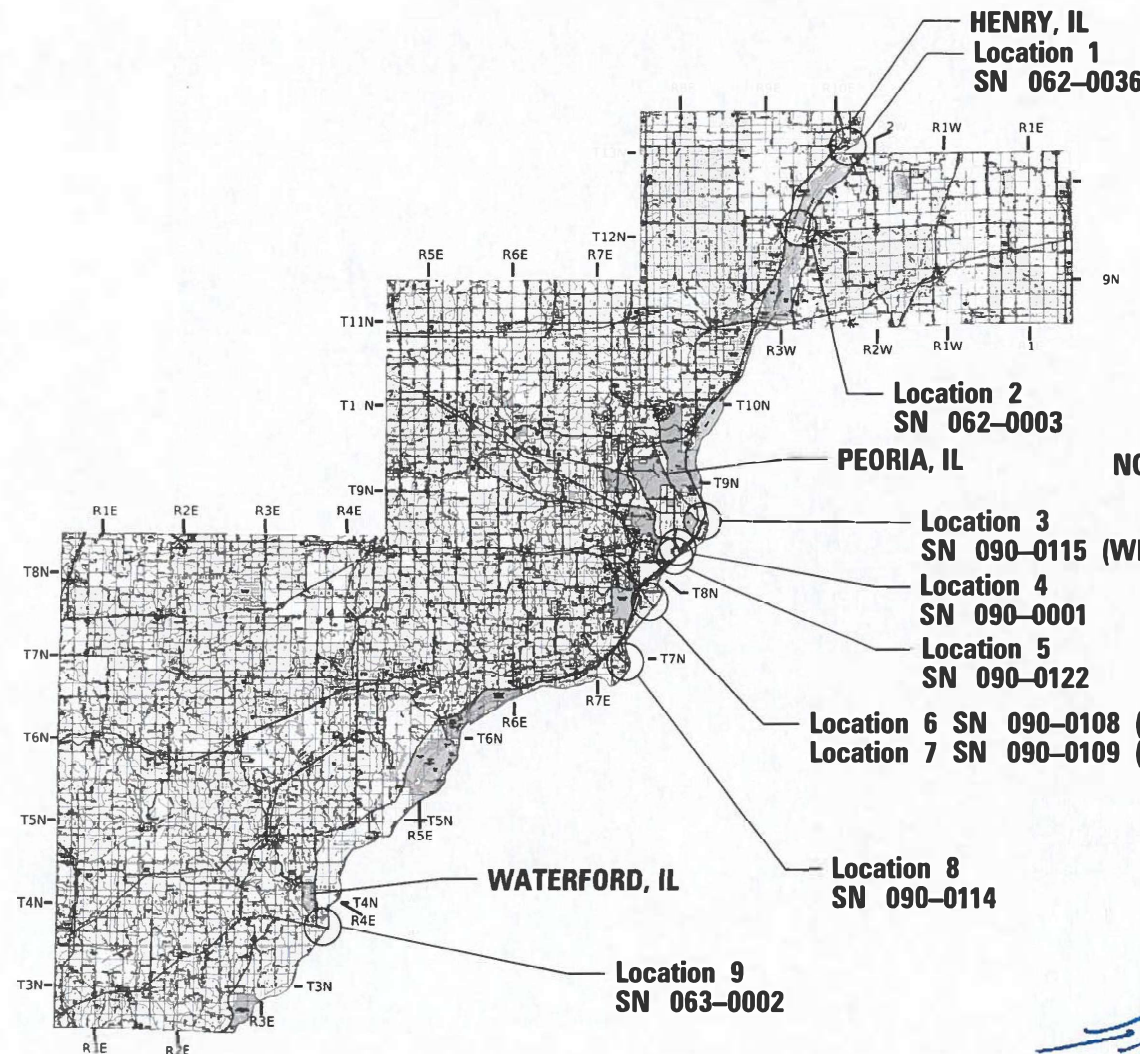 HENRY, IL
Location 1
SN 062–0036
R1W
R1E
2
T12N
9N
R5E
R6E
R7E
T11N
R3W
R2W
R1W
1
Location 2
SN 062–0003
T1 N
T10N
PEORIA, IL
NO
T9N
T9N
R1E
R2E
R3E
R4E
Location 3
SN 090–0115 (W
T8N
Location 4
SN 090–0001
T8N
Location 5
SN 090–0122
T7N
T7N
R7E
R6E
Location 6 SN 090–0108 (
Location 7 SN 090–0109 (
T6N
T6N
T5N
T5N
R5E
Location 8
SN 090–0114
WATERFORD, IL
T4N
T4N
R4E
Location 9
SN 063–0002
T3N
T3N
R3E
R1E
R2E